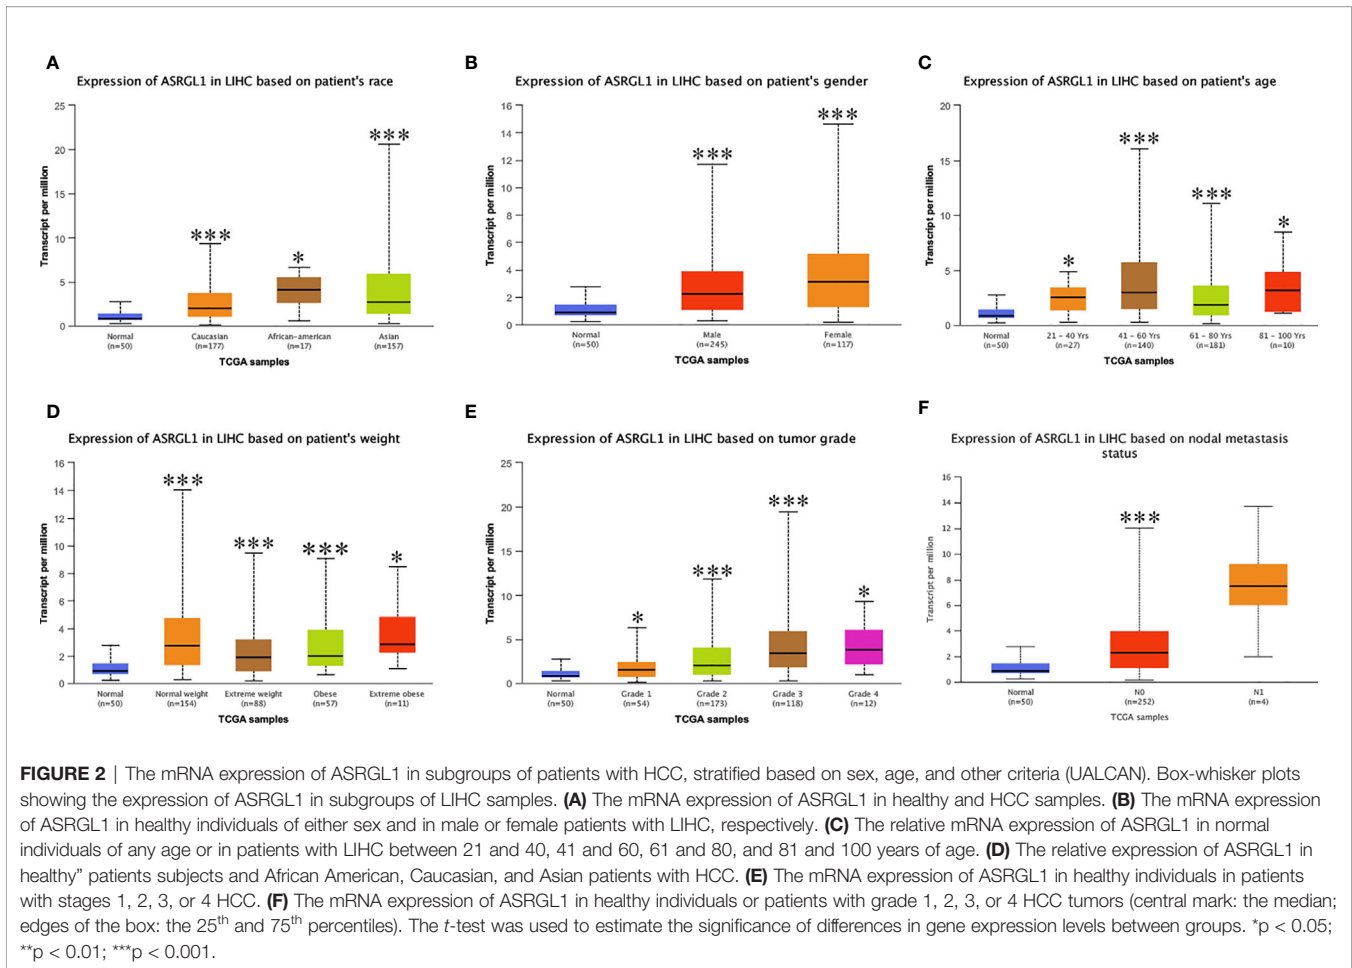 A
Expression of ASRGL1 in LIHC based on patient's race
Transcript per million
25
20
15
10
5
0
***
*
***
Normal
(n=50)
Caucasian
(n=177)
African-american
(n=17)
Asian
(n=157)
TCGA samples
B
Expression of ASRGL1 in LIHC based on patient's gender
Transcript per million
16
14
12
10
8
6
4
2
0
***
***
Normal
(n=50)
Male
(n=245)
Female
(n=117)
TCGA samples
C
Expression of ASRGL1 in LIHC based on patient's age
Transcript per million
20
15
10
5
0
*
***
***
*
Normal
(n=50)
21 - 40 Yrs
(n=27)
41 - 60 Yrs
(n=140)
61 - 80 Yrs
(n=181)
81 - 100 Yrs
(n=10)
TCGA samples
D
Expression of ASRGL1 in LIHC based on patient's weight
Transcript per million
16
14
12
10
8
6
4
2
0
***
***
***
*
Normal
(n=50)
Normal weight
(n=154)
Extreme weight
(n=88)
Obese
(n=57)
Extreme obese
(n=11)
TCGA samples
E
Expression of ASRGL1 in LIHC based on tumor grade
Transcript per million
25
20
15
10
5
0
*
***
***
*
Normal
(n=50)
Grade 1
(n=54)
Grade 2
(n=173)
Grade 3
(n=118)
Grade 4
(n=12)
TCGA samples
F
Expression of ASRGL1 in LIHC based on nodal metastasis
status
Transcript per million
16
14
12
10
8
6
4
2
0
***
Normal
(n=50)
N0
(n=252)
N1
(n=4)
TCGA samples
FIGURE 2 | The mRNA expression of ASRGL1 in subgroups of patients with HCC, stratified based on sex, age, and other criteria (UALCAN). Box-whisker plots
showing the expression of ASRGL1 in subgroups of LIHC samples. (A) The mRNA expression of ASRGL1 in healthy and HCC samples. (B) The mRNA expression
of ASRGL1 in healthy individuals of either sex and in male or female patients with LIHC, respectively. (C) The relative mRNA expression of ASRGL1 in normal
individuals of any age or in patients with LIHC between 21 and 40, 41 and 60, 61 and 80, and 81 and 100 years of age. (D) The relative expression of ASRGL1 in
healthy” patients subjects and African American, Caucasian, and Asian patients with HCC. (E) The mRNA expression of ASRGL1 in healthy individuals in patients
with stages 1, 2, 3, or 4 HCC. (F) The mRNA expression of ASRGL1 in healthy individuals or patients with grade 1, 2, 3, or 4 HCC tumors (central mark: the median;
edges of the box: the 25th and 75th percentiles). The t-test was used to estimate the significance of differences in gene expression levels between groups. *p < 0.05;
**p < 0.01; ***p < 0.001.